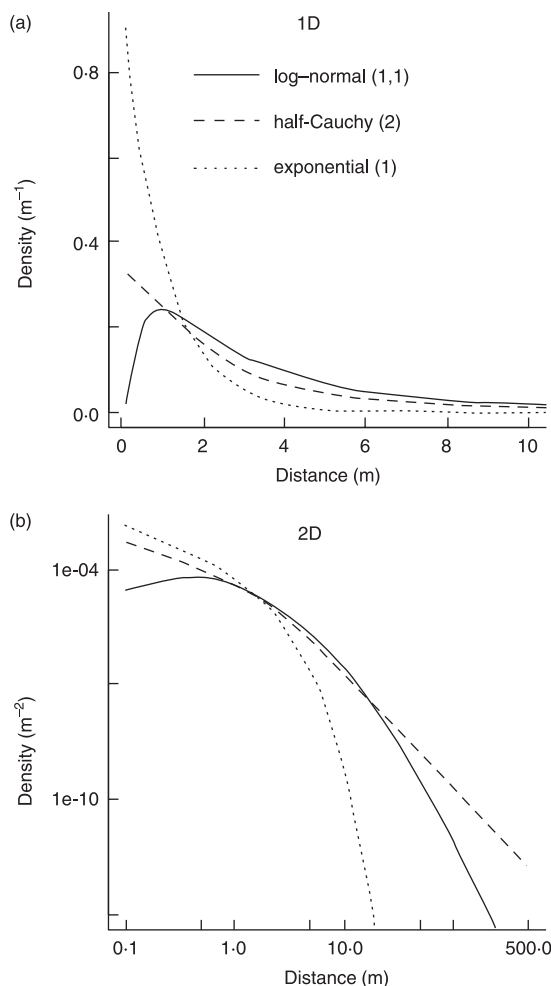 (a)
1D
log–normal (1,1)
half-Cauchy (2)
exponential (1)
Density (m⁻¹)
0·8
0·4
0·0
0 2 4 6 8 10
Distance (m)
(b)
2D
Density (m⁻²)
1e-04
1e-10
0·1 1·0 10·0 500·0
Distance (m)